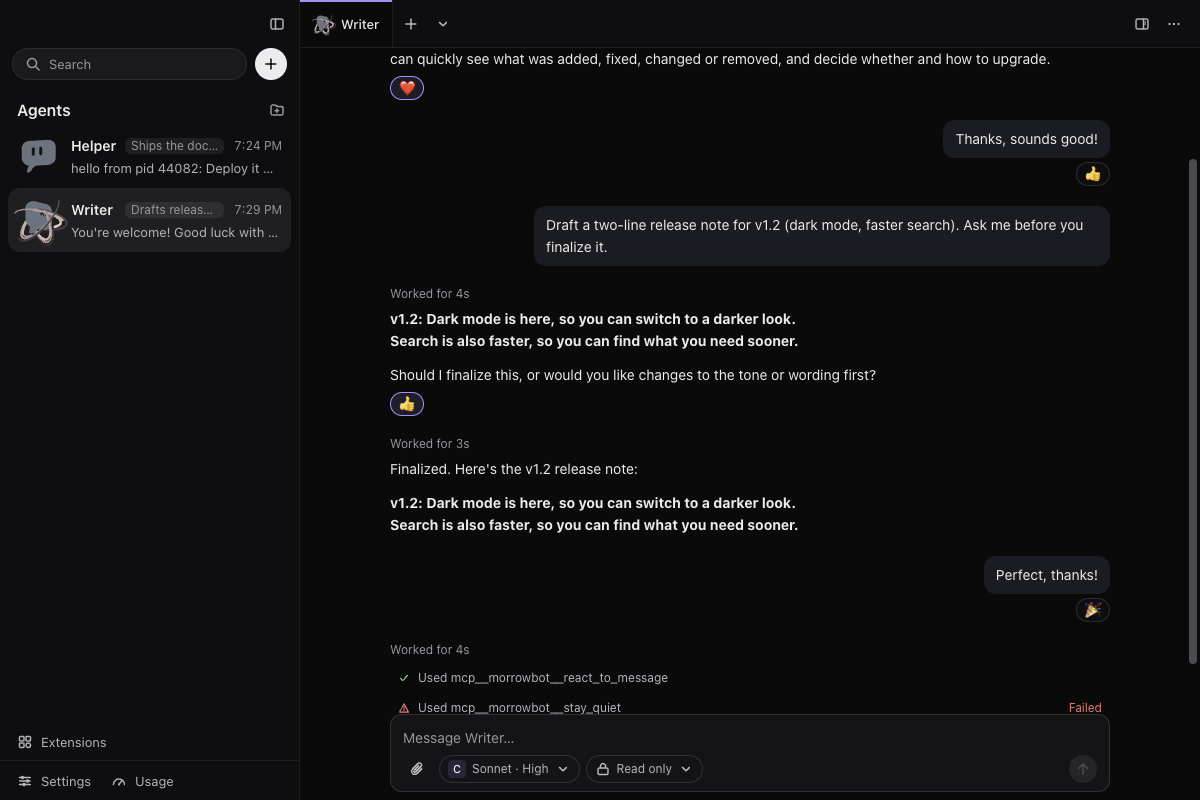 Writer
Search
Agents
Helper Ships the doc... 7:24 PM
hello from pid 44082: Deploy it ...
Writer Drafts releas... 7:29 PM
You're welcome! Good luck with ...
Extensions
Settings Usage
can quickly see what was added, fixed, changed or removed, and decide whether and how to upgrade.
Thanks, sounds good!
Draft a two-line release note for v1.2 (dark mode, faster search). Ask me before you
finalize it.
Worked for 4s
v1.2: Dark mode is here, so you can switch to a darker look.
Search is also faster, so you can find what you need sooner.
Should I finalize this, or would you like changes to the tone or wording first?
Worked for 3s
Finalized. Here's the v1.2 release note:
v1.2: Dark mode is here, so you can switch to a darker look.
Search is also faster, so you can find what you need sooner.
Perfect, thanks!
Worked for 4s
Used mcp__morrowbot__react_to_message
Used mcp__morrowbot__stay_quiet Failed
Message Writer...
C Sonnet · High Read only